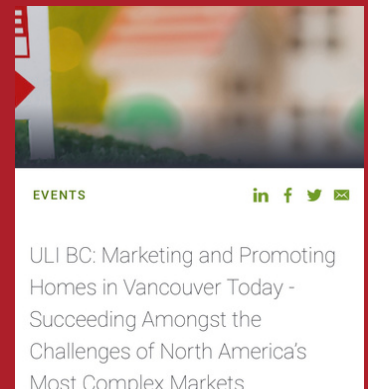 EVENTS
in f
ULI BC: Marketing and Promoting
Homes in Vancouver Today -
Succeeding Amongst the
Challenges of North America's
Most Complex Markets